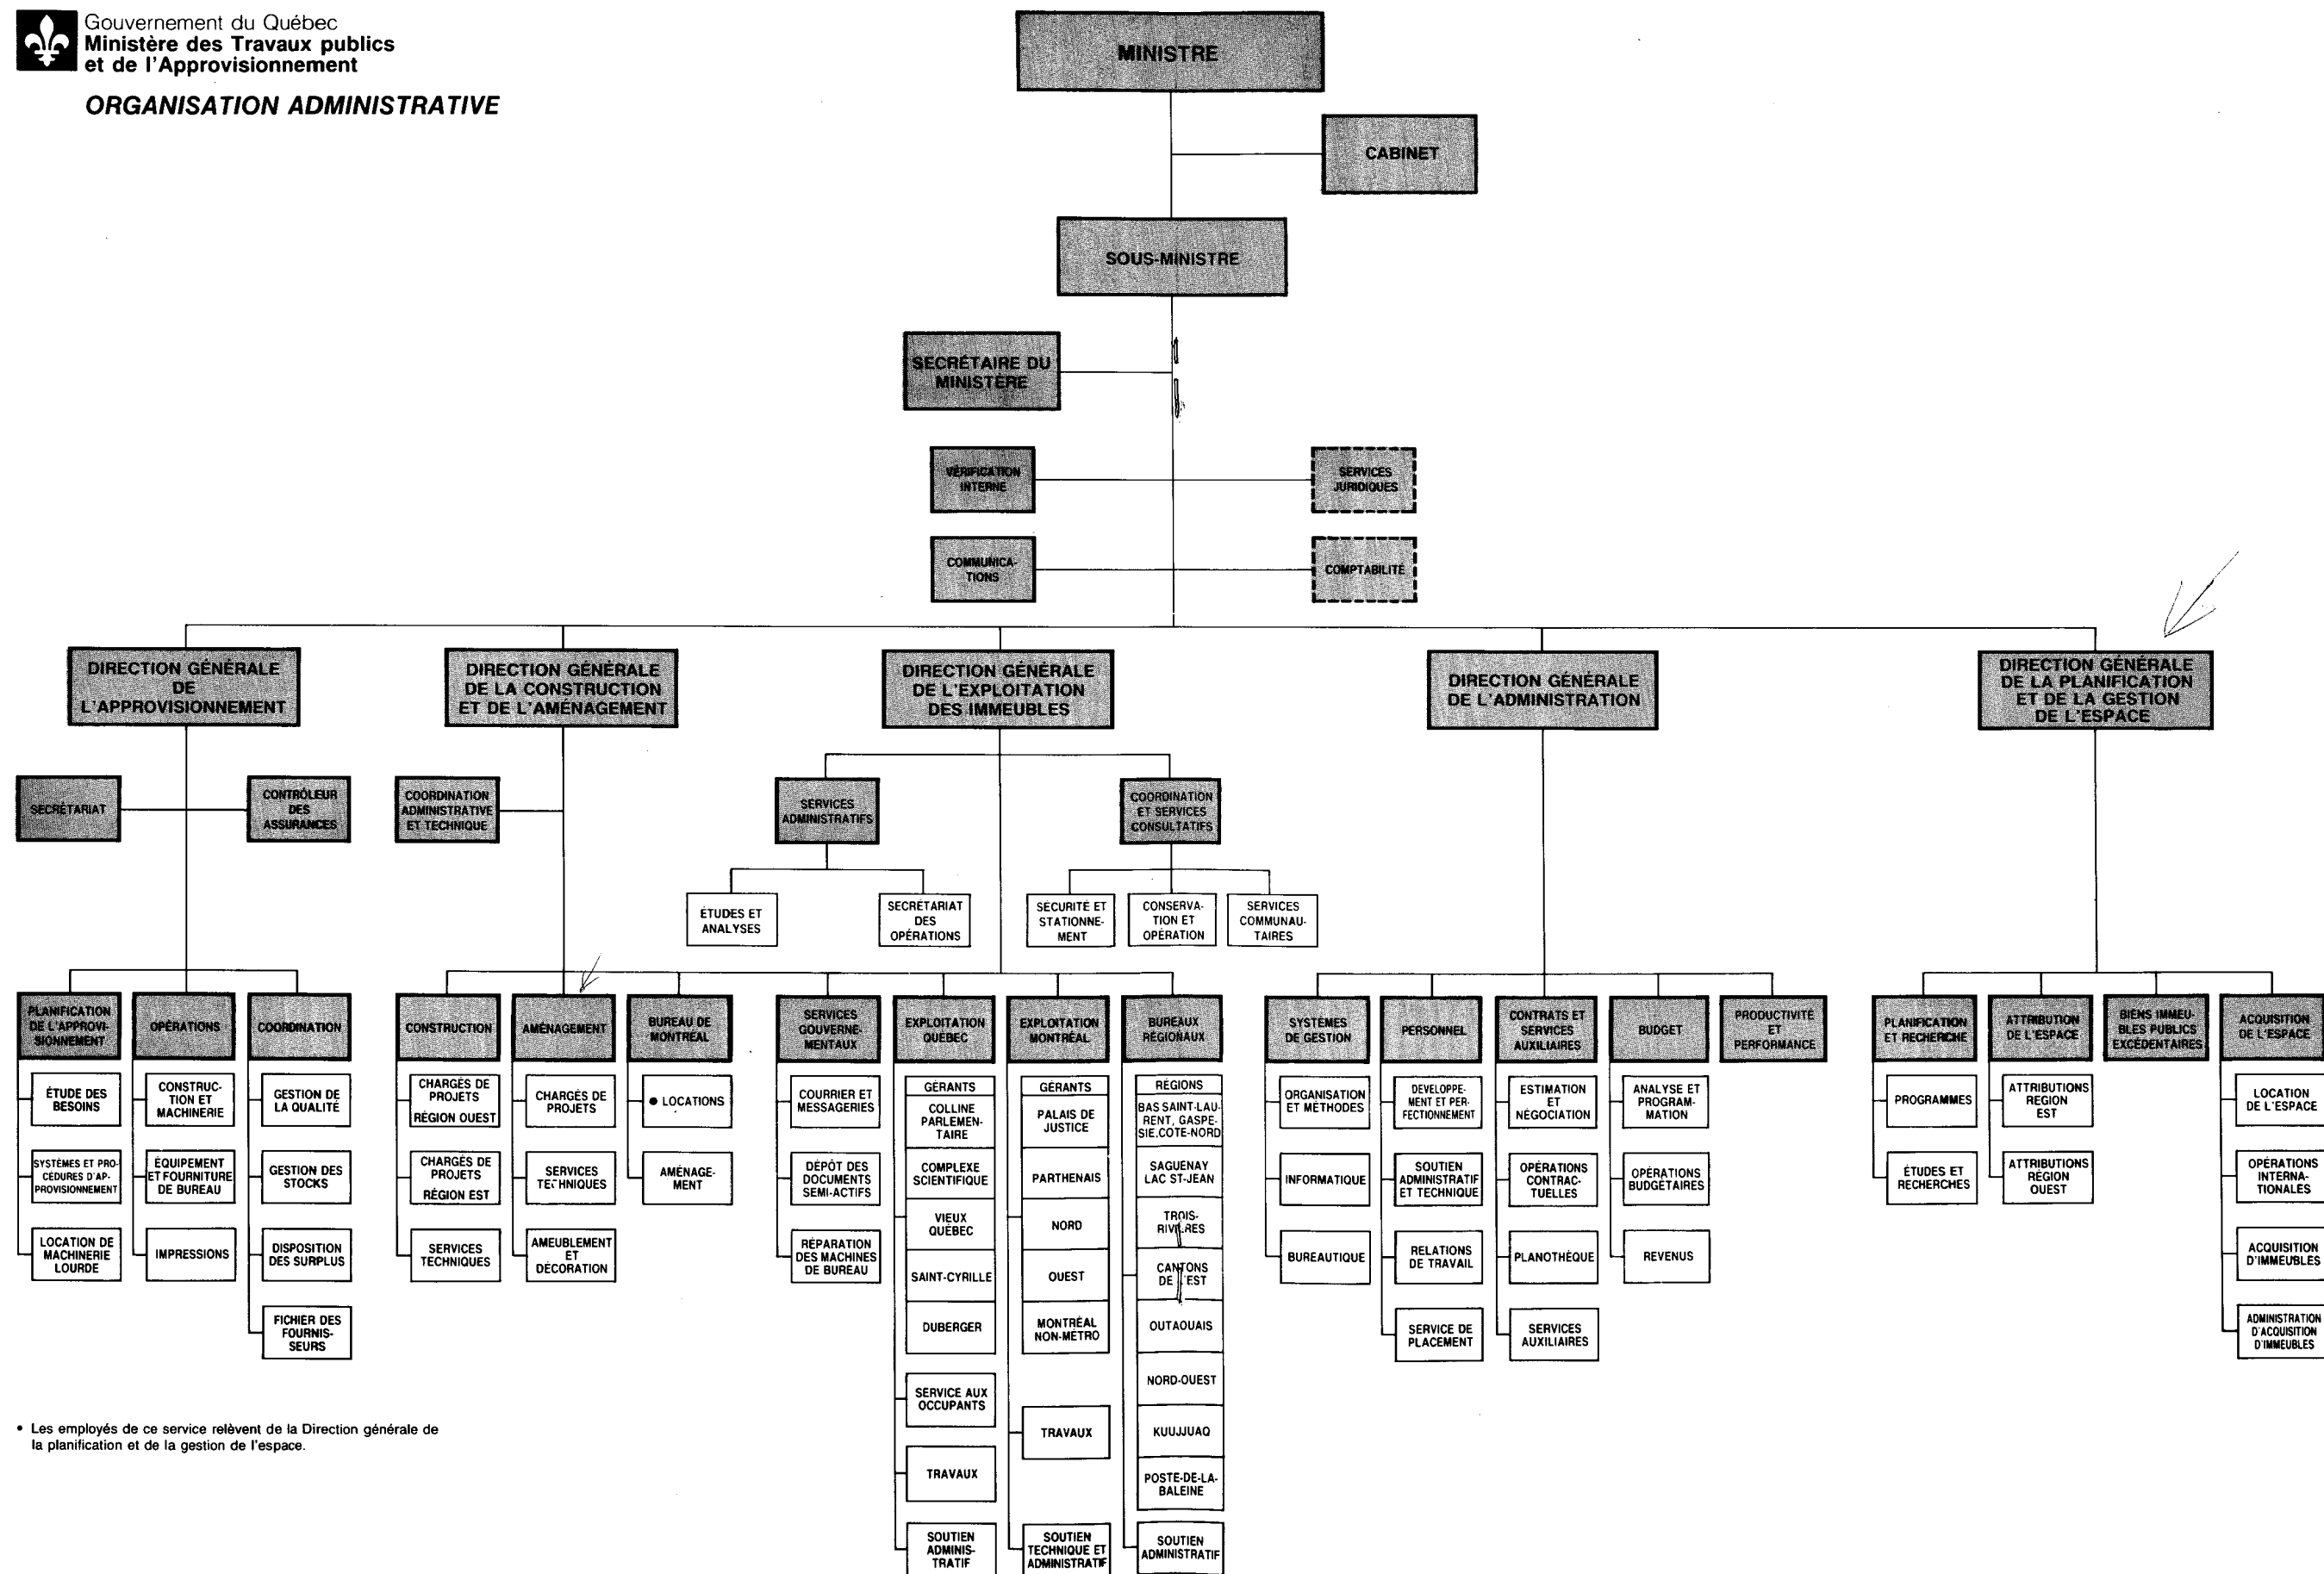 Gouvernement du Québec
Ministère des Travaux publics
et de l'Approvisionnement
ORGANISATION ADMINISTRATIVE
MINISTRE
CABINET
SOUS-MINISTRE
SECRÉTAIRE DU
MINISTÈRE
VÉRIFICATION
INTERNE
SERVICES
JURIDIQUES
COMMUNICA-
TIONS
COMPTABILITÉ
DIRECTION GÉNÉRALE
DE
L'APPROVISIONNEMENT
DIRECTION GÉNÉRALE
DE LA CONSTRUCTION
ET DE L'AMÉNAGEMENT
DIRECTION GÉNÉRALE
DE L'EXPLOITATION
DES IMMEUBLES
DIRECTION GÉNÉRALE
DE L'ADMINISTRATION
DIRECTION GÉNÉRALE
DE LA PLANIFICATION
ET DE LA GESTION
DE L'ESPACE
SECRÉTARIAT
CONTRÔLEUR
DES
ASSURANCES
COORDINATION
ADMINISTRATIVE
ET TECHNIQUE
SERVICES
ADMINISTRATIFS
COORDINATION
ET SERVICES
CONSULTATIFS
ÉTUDES ET
ANALYSES
SECRÉTARIAT
DES
OPÉRATIONS
SÉCURITÉ ET
STATIONNE-
MENT
CONSERVA-
TION ET
OPÉRATION
SERVICES
COMMUNAU-
TAIRES
PLANIFICATION
DE L'APPROVI-
SIONNEMENT
ÉTUDE DES
BESOINS
SYSTÈMES ET PRO-
CÉDURES D'AP-
PROVISIONNEMENT
LOCATION DE
MACHINERIE
LOURDE
OPÉRATIONS
CONSTRUC-
TION ET
MACHINERIE
ÉQUIPEMENT
ET FOURNITURE
DE BUREAU
IMPRESSIONS
COORDINATION
GESTION DE
LA QUALITÉ
GESTION DES
STOCKS
DISPOSITION
DES SURPLUS
FICHIER DES
FOURNIS-
SEURS
CONSTRUCTION
CHARGÉS DE
PROJETS
RÉGION OUEST
CHARGÉS DE
PROJETS
RÉGION EST
SERVICES
TECHNIQUES
AMÉNAGEMENT
CHARGÉS DE
PROJETS
SERVICES
TECHNIQUES
AMEUBLEMENT
ET
DÉCORATION
BUREAU DE
MONTRÉAL
● LOCATIONS
AMÉNAGE-
MENT
SERVICES
GOUVERNE-
MENTAUX
COURRIER ET
MESSAGERIES
DÉPÔT DES
DOCUMENTS
SEMI-ACTIFS
RÉPARATION
DES MACHINES
DE BUREAU
EXPLOITATION
QUÉBEC
GÉRANTS
COLLINE
PARLEMEN-
TAIRE
COMPLEXE
SCIENTIFIQUE
VIEUX
QUÉBEC
SAINT-CYRILLE
DUBERGER
SERVICE AUX
OCCUPANTS
TRAVAUX
SOUTIEN
ADMINIS-
TRATIF
EXPLOITATION
MONTRÉAL
GÉRANTS
PALAIS DE
JUSTICE
PARTHENAIS
NORD
OUEST
MONTRÉAL
NON-MÉTRO
TRAVAUX
SOUTIEN
TECHNIQUE ET
ADMINISTRATIF
BUREAUX
RÉGIONAUX
RÉGIONS
BAS SAINT-LAU-
RENT, GASPÉ-
SIE,COTE-NORD
SAGUENAY
LAC ST-JEAN
TROIS-
RIVIÈRES
CANTONS
DE L'EST
OUTAOUAIS
NORD-OUEST
KUUJJUAQ
POSTE-DE-LA-
BALEINE
SOUTIEN
ADMINISTRATIF
SYSTÈMES
DE GESTION
ORGANISATION
ET MÉTHODES
INFORMATIQUE
BUREAUTIQUE
PERSONNEL
DEVELOPPE-
MENT ET PER-
FECTIONNEMENT
SOUTIEN
ADMINISTRATIF
ET TECHNIQUE
RELATIONS
DE TRAVAIL
SERVICE DE
PLACEMENT
CONTRATS ET
SERVICES
AUXILIAIRES
ESTIMATION
ET
NÉGOCIATION
OPÉRATIONS
CONTRAC-
TUELLES
PLANOTHÈQUE
SERVICES
AUXILIAIRES
BUDGET
ANALYSE ET
PROGRAM-
MATION
OPÉRATIONS
BUDGÉTAIRES
REVENUS
PRODUCTIVITÉ
ET
PERFORMANCE
PLANIFICATION
ET RECHERCHE
PROGRAMMES
ÉTUDES ET
RECHERCHES
ATTRIBUTION
DE L'ESPACE
ATTRIBUTIONS
RÉGION
EST
ATTRIBUTIONS
RÉGION
OUEST
BIENS IMMEU-
BLES PUBLICS
EXCÉDENTAIRES
ACQUISITION
DE L'ESPACE
LOCATION
DE L'ESPACE
OPÉRATIONS
INTERNA-
TIONALES
ACQUISITION
D'IMMEUBLES
ADMINISTRATION
D'ACQUISITION
D'IMMEUBLES
• Les employés de ce service relèvent de la Direction générale de
la planification et de la gestion de l'espace.